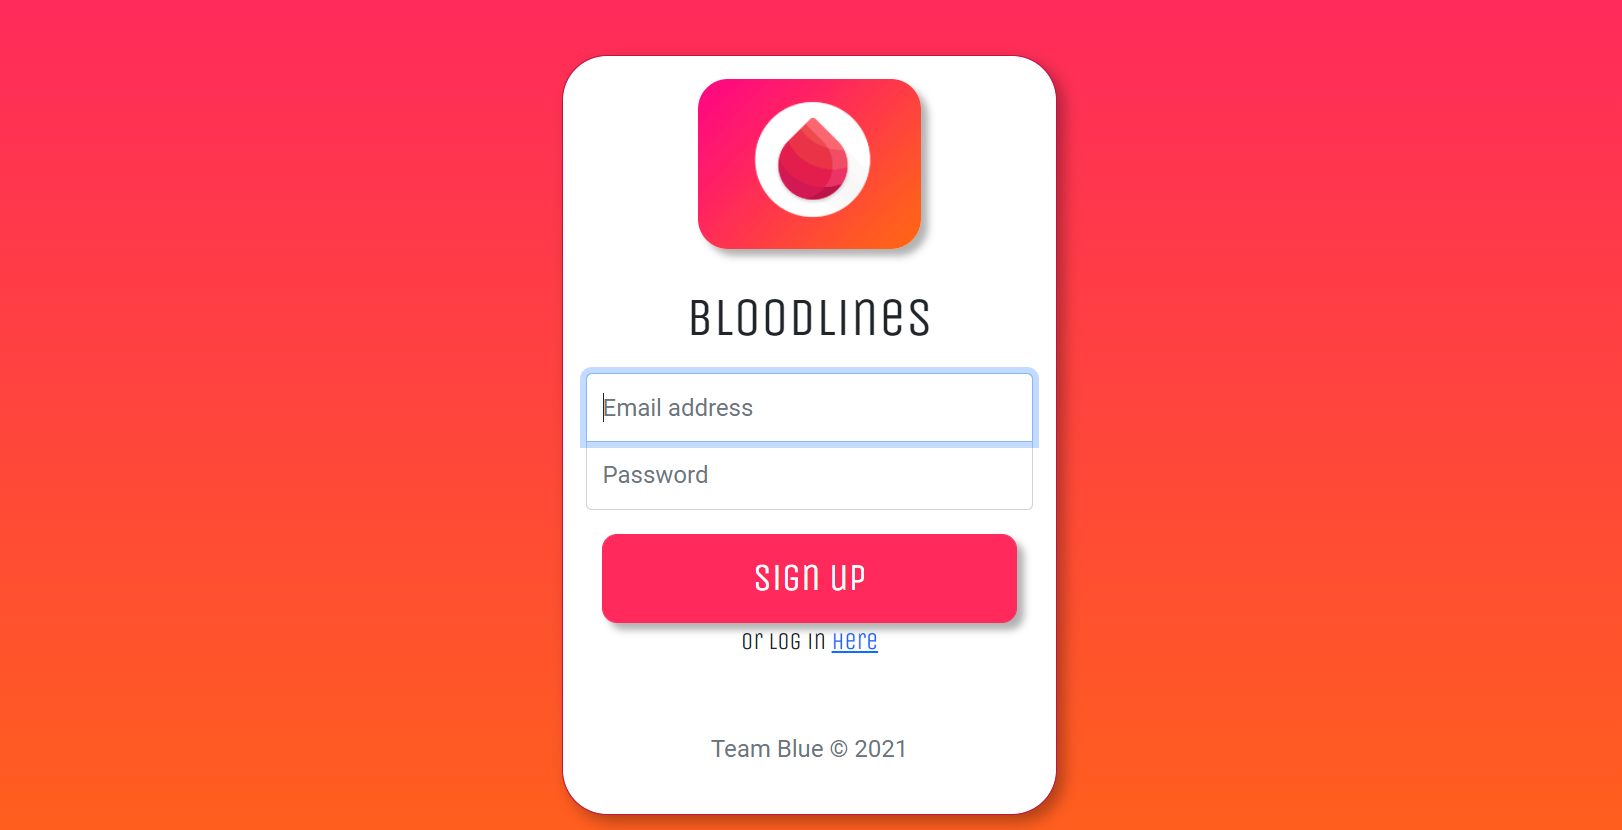 BLOODLINES
Email address
Password
SIGN UP
Or LOG IN Here
Team Blue © 2021